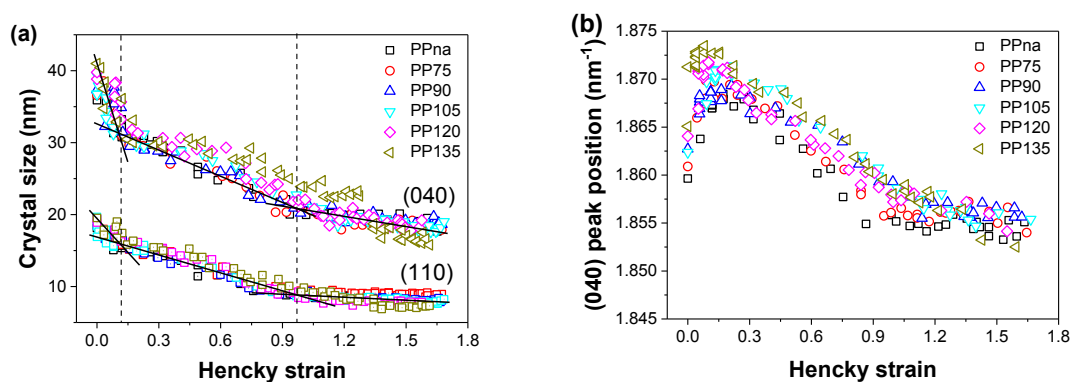 (a)
Crystal size (nm)
40
30
20
10
0.0 0.3 0.6 0.9 1.2 1.5 1.8
Hencky strain
PPna
PP75
PP90
PP105
PP120
PP135
(040)
(110)
(b)
(040) peak position (nm⁻¹)
1.875
1.870
1.865
1.860
1.855
1.850
1.845
0.0 0.3 0.6 0.9 1.2 1.5 1.8
Hencky strain
PPna
PP75
PP90
PP105
PP120
PP135